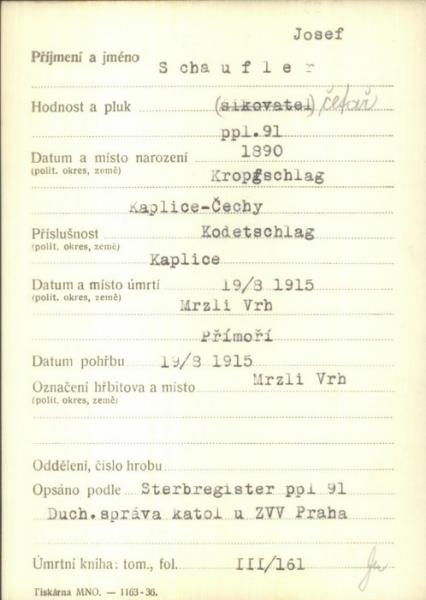 Josef
Příjmení a jméno Schaufler
Hodnost a pluk (šikovatel) četař
ppl.91
Datum a místo narození 1890
(polit. okres, země) Kropfschlag
Kaplice-Čechy
Příslušnost Kodetschlag
(polit. okres, země)
Kaplice
Datum a místo úmrtí 19/8 1915
(polit. okres, země) Mrzli Vrh
Přímoří
Datum pohřbu 19/8 1915
Označení hřbitova a místo Mrzli Vrh
(polit. okres, země)
Oddělení, číslo hrobu
Opsáno podle Sterbregister ppl 91
Duch.správa katol u ZVV Praha
Úmrtní kniha: tom., fol. III/161
Tiskárna MNO. — 1163-36.